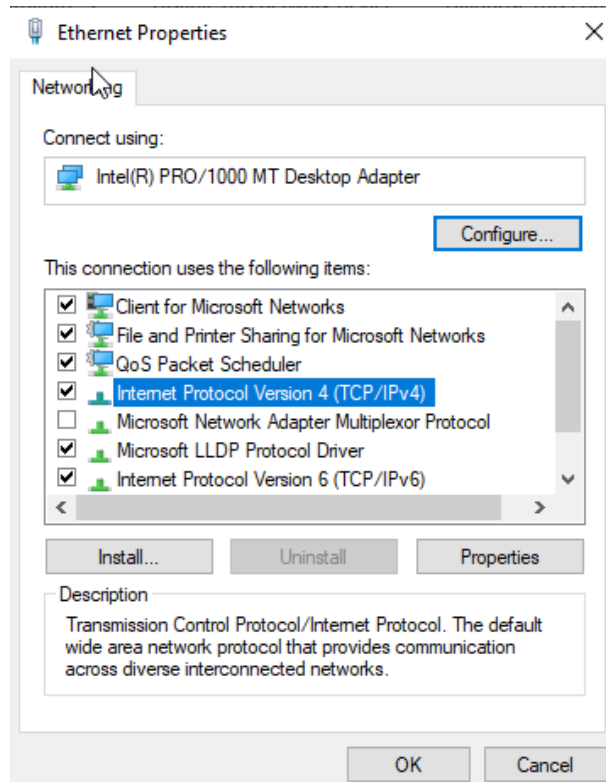 Ethernet Properties
Networking
Connect using:
Intel(R) PRO/1000 MT Desktop Adapter
Configure...
This connection uses the following items:
Client for Microsoft Networks
File and Printer Sharing for Microsoft Networks
QoS Packet Scheduler
Internet Protocol Version 4 (TCP/IPv4)
Microsoft Network Adapter Multiplexor Protocol
Microsoft LLDP Protocol Driver
Internet Protocol Version 6 (TCP/IPv6)
Install... Uninstall Properties
Description
Transmission Control Protocol/Internet Protocol. The default
wide area network protocol that provides communication
across diverse interconnected networks.
OK Cancel